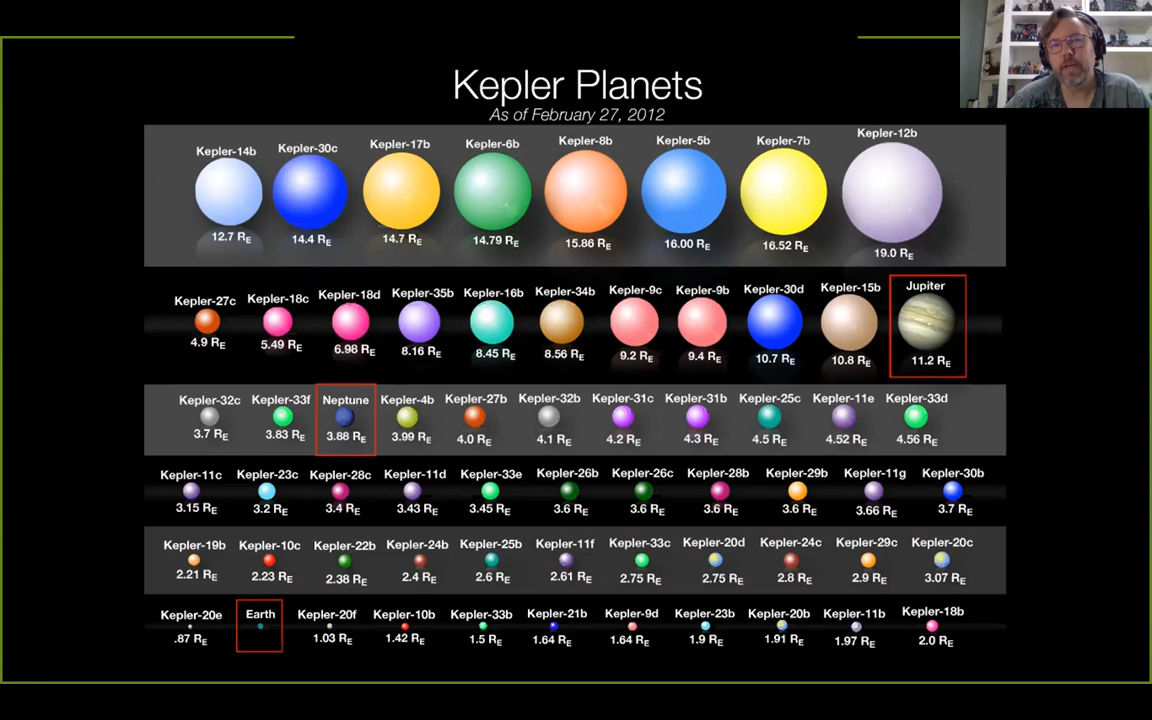 Kepler Planets
As of February 27, 2012
Kepler-14b Kepler-30c Kepler-17b Kepler-6b Kepler-8b Kepler-5b Kepler-7b Kepler-12b
12.7 RE 14.4 RE 14.7 RE 14.79 RE 15.86 RE 16.00 RE 16.52 RE 19.0 RE
Kepler-27c Kepler-18c Kepler-18d Kepler-35b Kepler-16b Kepler-34b Kepler-9c Kepler-9b Kepler-30d Kepler-15b Jupiter
4.9 RE 5.49 RE 6.98 RE 8.16 RE 8.45 RE 8.56 RE 9.2 RE 9.4 RE 10.7 RE 10.8 RE 11.2 RE
Kepler-32c Kepler-33f Neptune Kepler-4b Kepler-27b Kepler-32b Kepler-31c Kepler-31b Kepler-25c Kepler-11e Kepler-33d
3.7 RE 3.83 RE 3.88 RE 3.99 RE 4.0 RE 4.1 RE 4.2 RE 4.3 RE 4.5 RE 4.52 RE 4.56 RE
Kepler-11c Kepler-23c Kepler-28c Kepler-11d Kepler-33e Kepler-26b Kepler-26c Kepler-28b Kepler-29b Kepler-11g Kepler-30b
3.15 RE 3.2 RE 3.4 RE 3.43 RE 3.45 RE 3.6 RE 3.6 RE 3.6 RE 3.6 RE 3.66 RE 3.7 RE
Kepler-19b Kepler-10c Kepler-22b Kepler-24b Kepler-25b Kepler-11f Kepler-33c Kepler-20d Kepler-24c Kepler-29c Kepler-20c
2.21 RE 2.23 RE 2.38 RE 2.4 RE 2.6 RE 2.61 RE 2.75 RE 2.75 RE 2.8 RE 2.9 RE 3.07 RE
Kepler-20e Earth Kepler-20f Kepler-10b Kepler-33b Kepler-21b Kepler-9d Kepler-23b Kepler-20b Kepler-11b Kepler-18b
.87 RE 1.03 RE 1.42 RE 1.5 RE 1.64 RE 1.64 RE 1.9 RE 1.91 RE 1.97 RE 2.0 RE